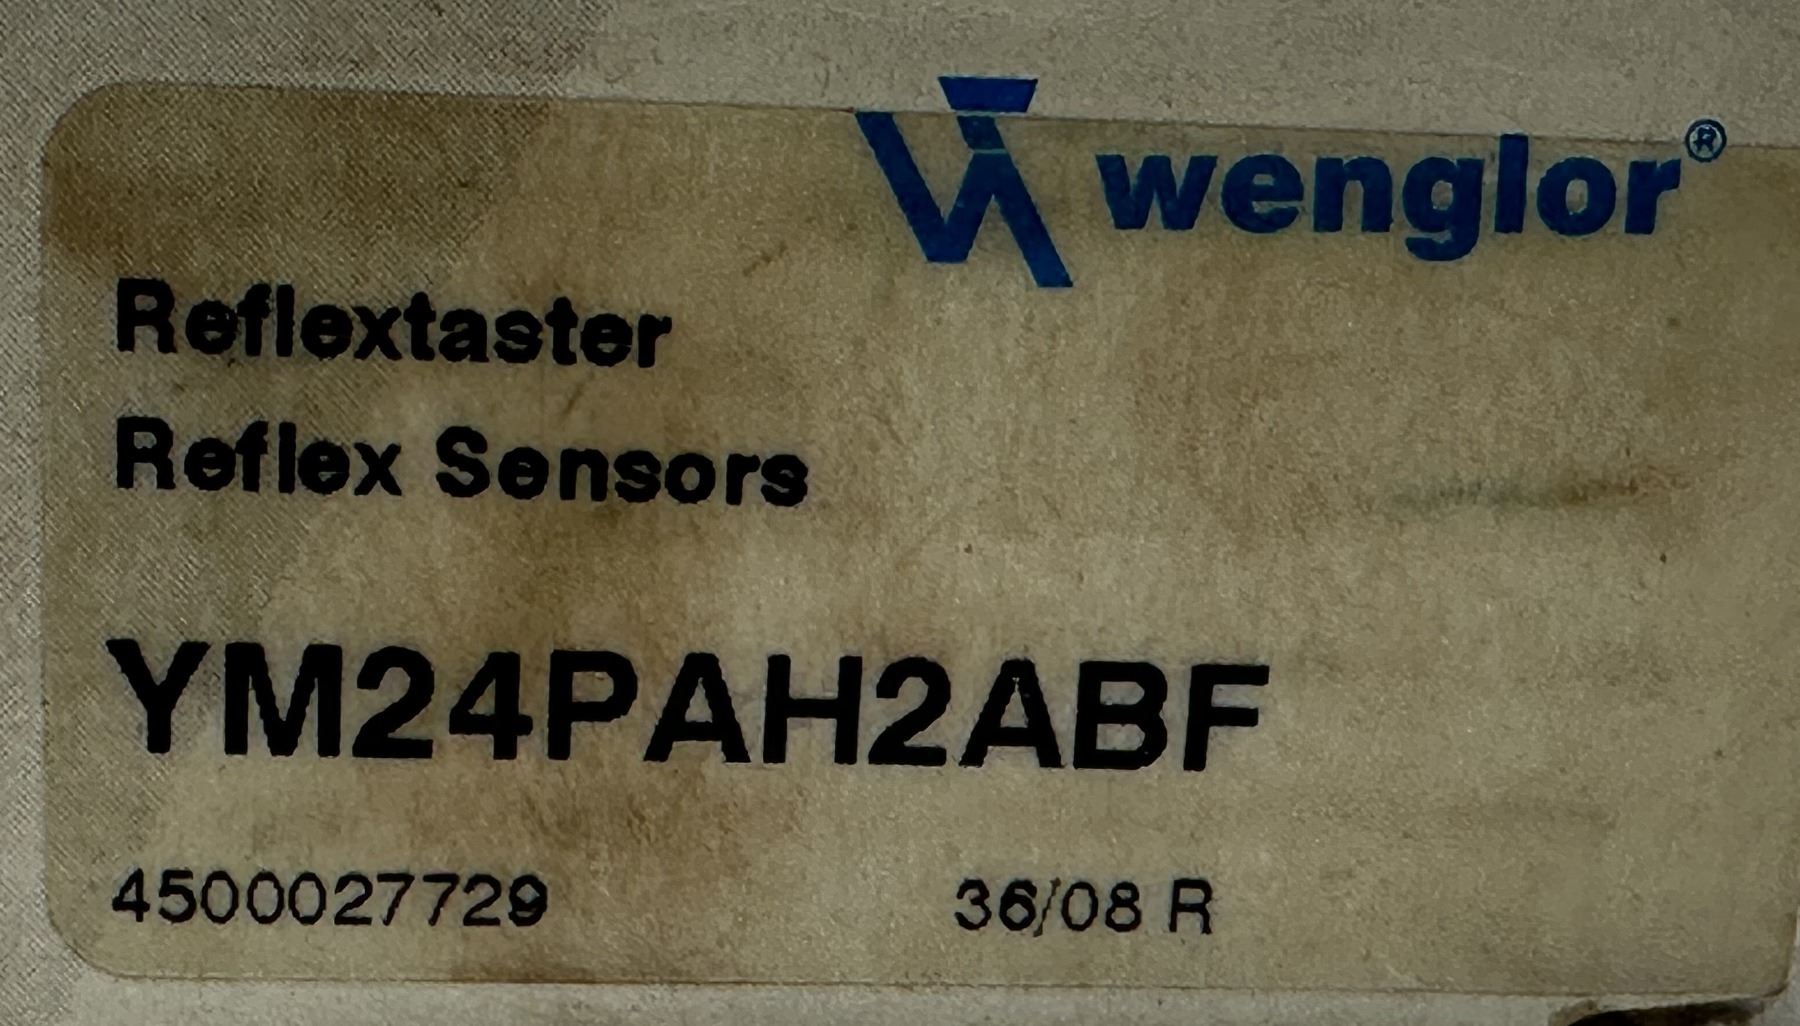 wenglor®
Reflextaster
Reflex Sensors
YM24PAH2ABF
4500027729
36/08 R